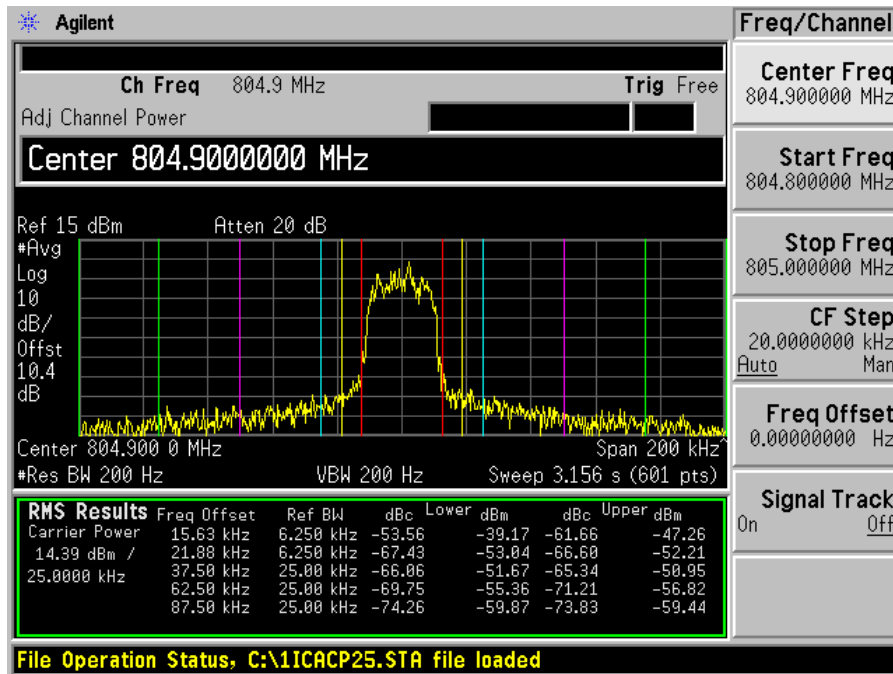 Agilent
Freq/Channel
Ch Freq 804.9 MHz Trig Free
Adj Channel Power
Center 804.9000000 MHz
Ref 15 dBm Atten 20 dB
#Avg
Log
10
dB/
Offst
10.4
dB
Center 804.900 0 MHz Span 200 kHz^
#Res BW 200 Hz VBW 200 Hz Sweep 3.156 s (601 pts)
RMS Results Freq Offset Ref BW dBc Lower dBm dBc Upper dBm
Carrier Power 15.63 kHz 6.250 kHz -53.56 -39.17 -61.66 -47.26
14.39 dBm / 21.88 kHz 6.250 kHz -67.43 -53.04 -66.60 -52.21
25.0000 kHz 37.50 kHz 25.00 kHz -66.06 -51.67 -65.34 -50.95
62.50 kHz 25.00 kHz -69.75 -55.36 -71.21 -56.82
87.50 kHz 25.00 kHz -74.26 -59.87 -73.83 -59.44
Center Freq
804.900000 MHz
Start Freq
804.800000 MHz
Stop Freq
805.000000 MHz
CF Step
20.0000000 kHz
Auto Man
Freq Offset
0.00000000 Hz
Signal Track
On Off
File Operation Status, C:\1ICACP25.STA file loaded